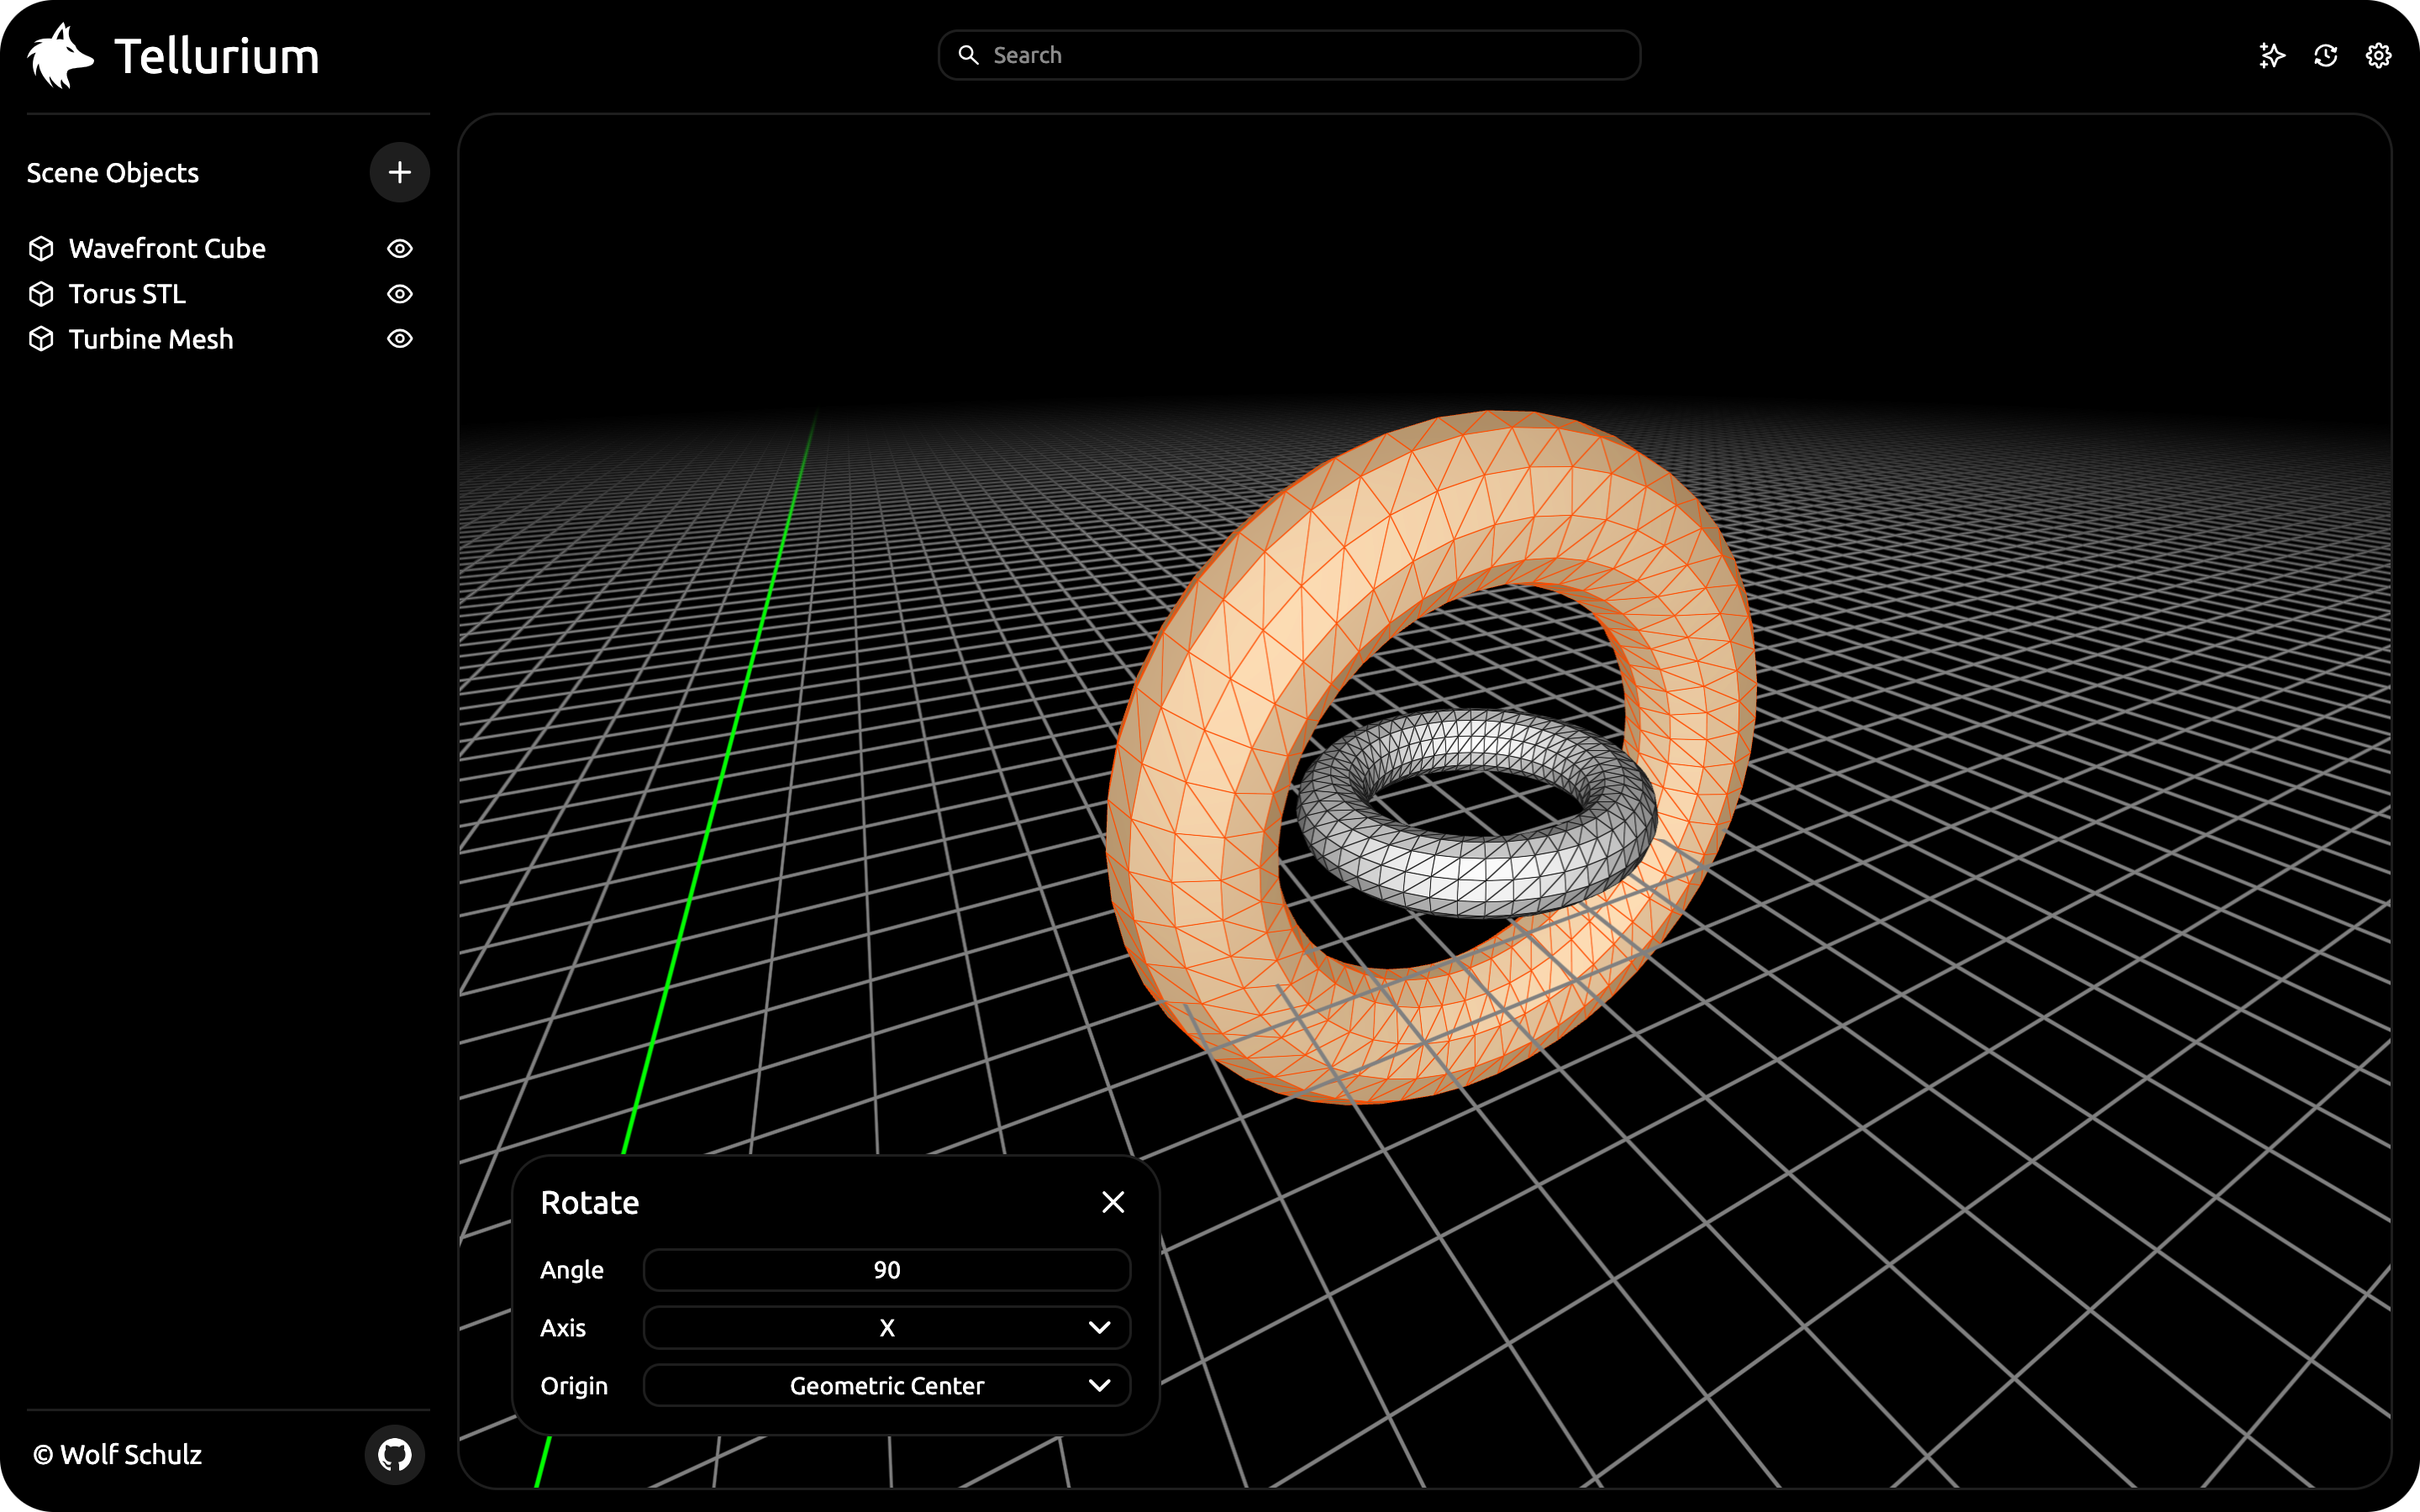 Tellurium
Search
Scene Objects
Wavefront Cube
Torus STL
Turbine Mesh
Rotate
Angle
90
Axis
X
Origin
Geometric Center
© Wolf Schulz